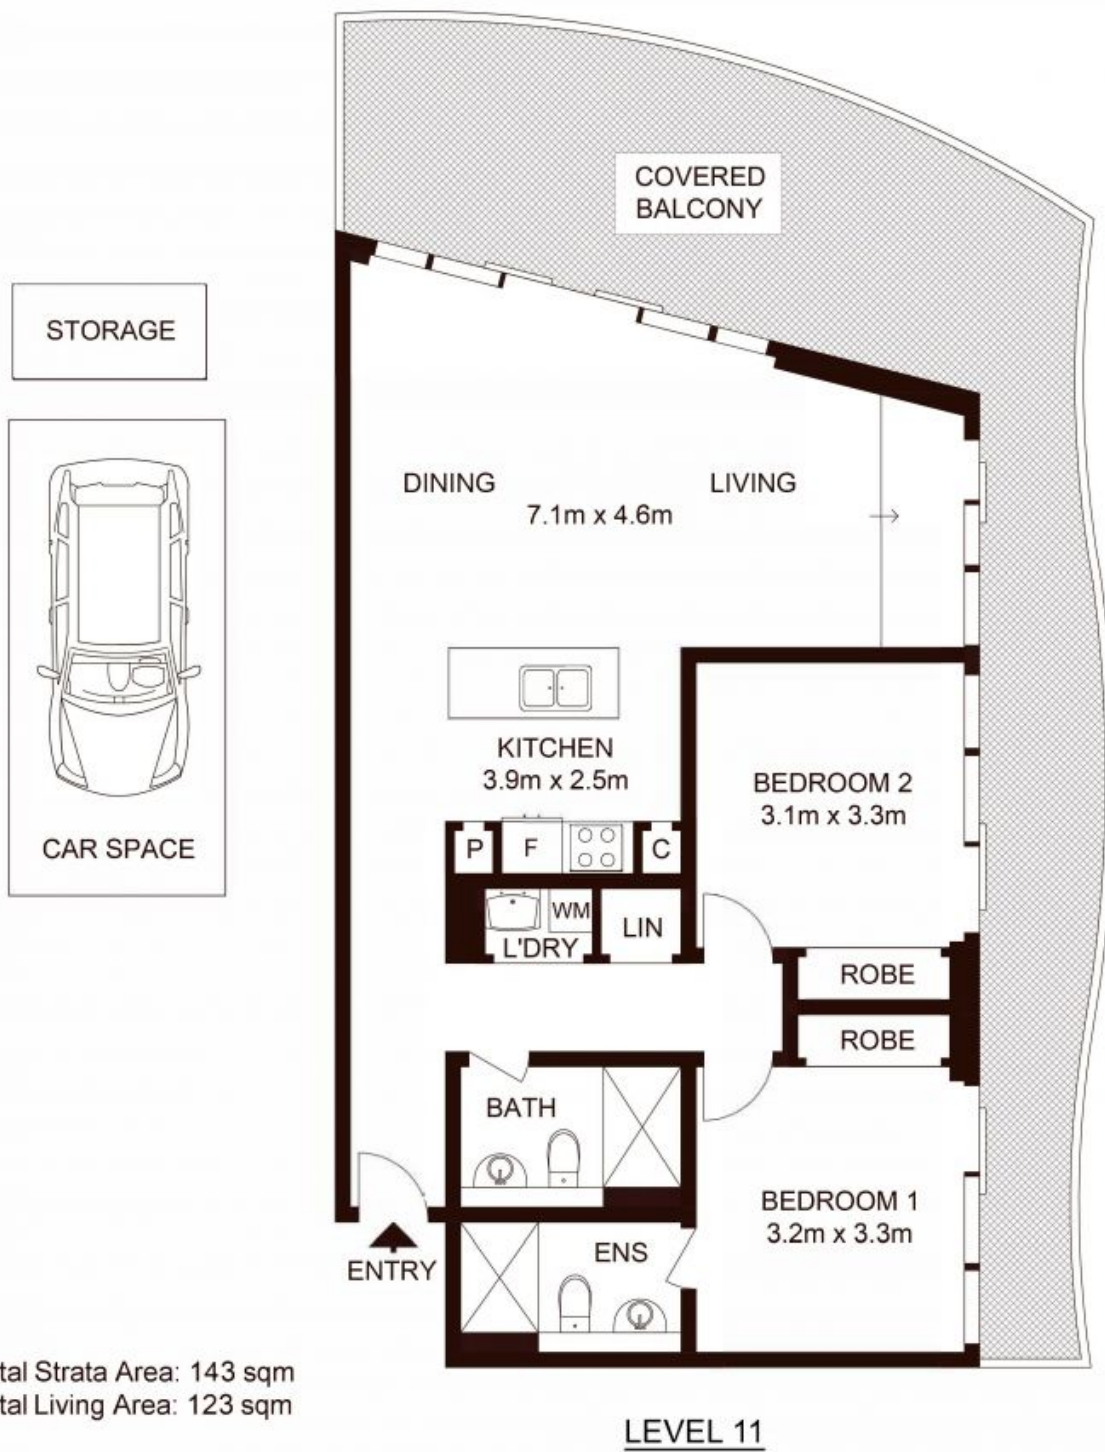 COVERED
BALCONY
STORAGE
DINING
LIVING
7.1m x 4.6m
KITCHEN
3.9m x 2.5m
BEDROOM 2
3.1m x 3.3m
CAR SPACE
P
F
C
WM
L'DRY
LIN
ROBE
ROBE
BATH
BEDROOM 1
3.2m x 3.3m
ENS
ENTRY
tal Strata Area: 143 sqm
tal Living Area: 123 sqm
LEVEL 11